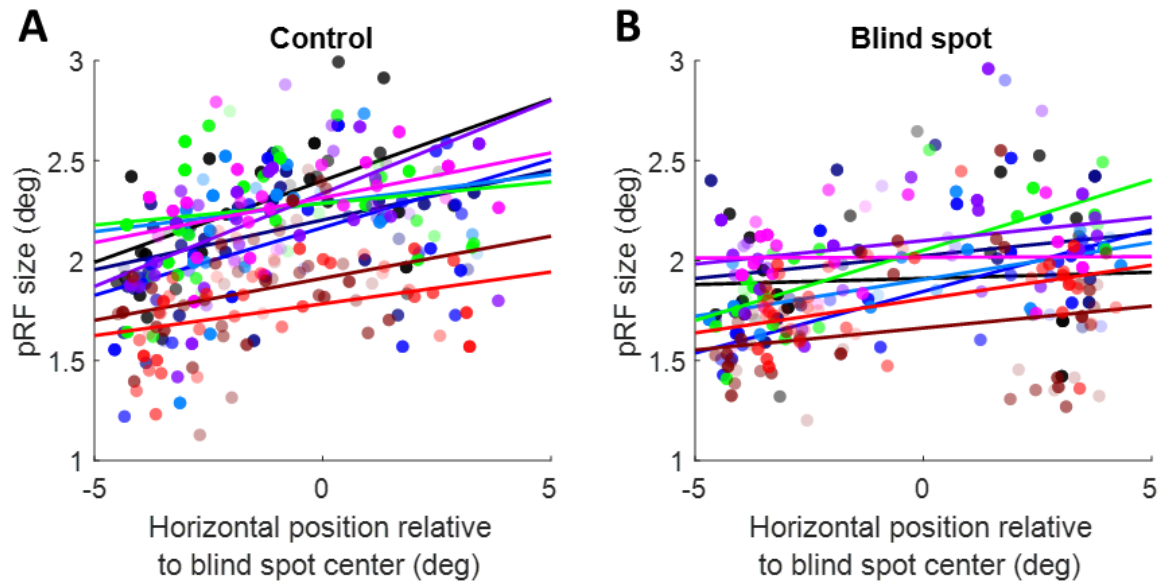 A
Control
3
2.5
2
1.5
1
pRF size (deg)
-5
0
5
Horizontal position relative
to blind spot center (deg)
B
Blind spot
3
2.5
2
1.5
1
pRF size (deg)
-5
0
5
Horizontal position relative
to blind spot center (deg)